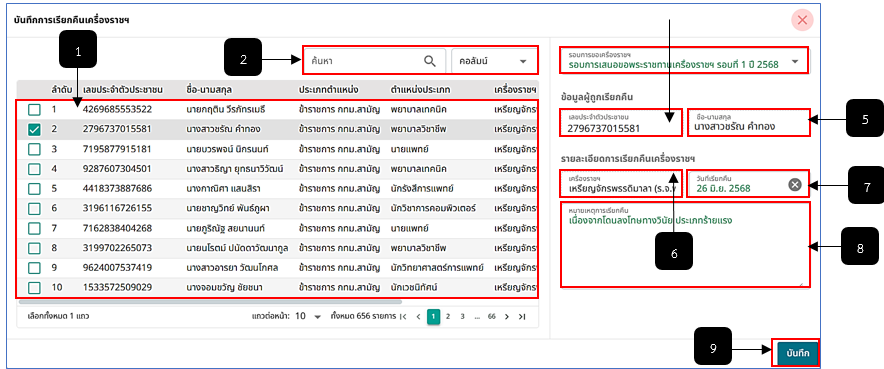 บันทึกการเรียกคืนเครื่องราชฯ
1
2
ค้นหา
คอลัมน์
ลำดับ เลขประจำตัวประชาชน ชื่อ-นามสกุล ประเภทตำแหน่ง ตำแหน่งประเภท เครื่องราชฯ
1 4269685553522 นายกฤติน วีรภัทรเมธี ข้าราชการ กทม.สามัญ พยาบาลเทคนิค เหรียญจักร
2 2796737015581 นางสาวชรัณ คำทอง ข้าราชการ กทม.สามัญ พยาบาลวิชาชีพ เหรียญจักร
3 7195877915181 นายบวรพจน์ นิกรนนท์ ข้าราชการ กทม.สามัญ นายแพทย์ เหรียญจักร
4 9287607304501 นางสาวธิญา ยุทธนาวิวัฒน์ ข้าราชการ กทม.สามัญ พยาบาลเทคนิค เหรียญจักร
5 4418373887686 นางกาณิศา แสนสิรา ข้าราชการ กทม.สามัญ นักรังสีการแพทย์ เหรียญจักร
6 3196116726155 นายชาญวิทย์ พันธ์ภูผา ข้าราชการ กทม.สามัญ นักวิชาการคอมพิวเตอร์ เหรียญจักร
7 7162838404268 นายภูริณัฐ สยนานนท์ ข้าราชการ กทม.สามัญ นายแพทย์ เหรียญจักร
8 3199702265073 นายนโรตม์ ปนัดดาวัฒนากูล ข้าราชการ กทม.สามัญ พยาบาลวิชาชีพ เหรียญจักร
9 9624007537419 นางสาวอารยา วัฒนโกศล ข้าราชการ กทม.สามัญ นักวิทยาศาสตร์การแพทย์ เหรียญจักร
10 1533572509029 นางจอมขวัญ ชัยชนา ข้าราชการ กทม.สามัญ นักเวชนิทัศน์ เหรียญจักร
เลือกทั้งหมด 1 แถว แถวต่อหน้า: 10 ทั้งหมด 656 รายการ 1 2 3 ... 66
รอบการขอเครื่องราชฯ
รอบการเสนอขอพระราชทานเครื่องราชฯ รอบที่ 1 ปี 2568
ข้อมูลผู้ถูกเรียกคืน
เลขประจำตัวประชาชน
2796737015581
ชื่อ-นามสกุล
นางสาวชรัณ คำทอง
5
รายละเอียดการเรียกคืนเครื่องราชฯ
เครื่องราชฯ
เหรียญจักรพรรดิมาลา (ร.จ.พ
วันที่เรียกคืน
26 มิ.ย. 2568
7
หมายเหตุการเรียกคืน
เนื่องจากโดนลงโทษทางวินัยประเภทร้ายแรง
6
8
9
บันทึก